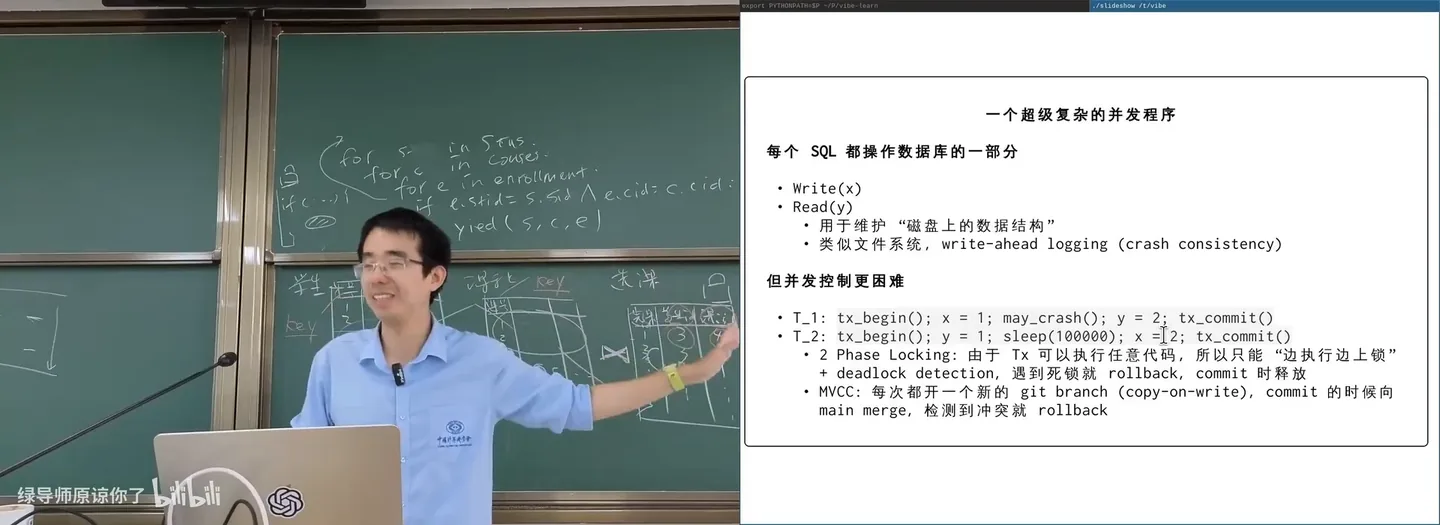 export PYTHONPATH=$P ~/P/vibe-learn
./slideshow /t/vibe
for s in Stus.
for c in courses.
for e in enrollment.
if e.stid = s.sid ∧ e.cid = c.cid :
yied ( s, c, e )
学生
key
key
选课
绿导师原谅你了 bilibili
一个超级复杂的并发程序
每个 SQL 都操作数据库的一部分
• Write(x)
• Read(y)
• 用于维护 “磁盘上的数据结构”
• 类似文件系统, write-ahead logging (crash consistency)
但并发控制更困难
• T_1: tx_begin(); x = 1; may_crash(); y = 2; tx_commit()
• T_2: tx_begin(); y = 1; sleep(100000); x = 2; tx_commit()
• 2 Phase Locking: 由于 Tx 可以执行任意代码, 所以只能 “边执行边上锁”
+ deadlock detection, 遇到死锁就 rollback, commit 时释放
• MVCC: 每次都开一个新的 git branch (copy-on-write), commit 的时候向
main merge, 检测到冲突就 rollback